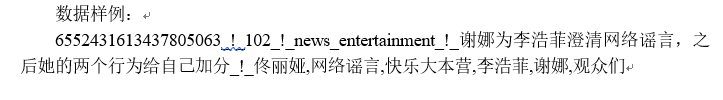 数据样例：
6552431613437805063_!_102_!_news_entertainment_!_谢娜为李浩菲澄清网络谣言，之
后她的两个行为给自己加分_!_佟丽娅,网络谣言,快乐大本营,李浩菲,谢娜,观众们